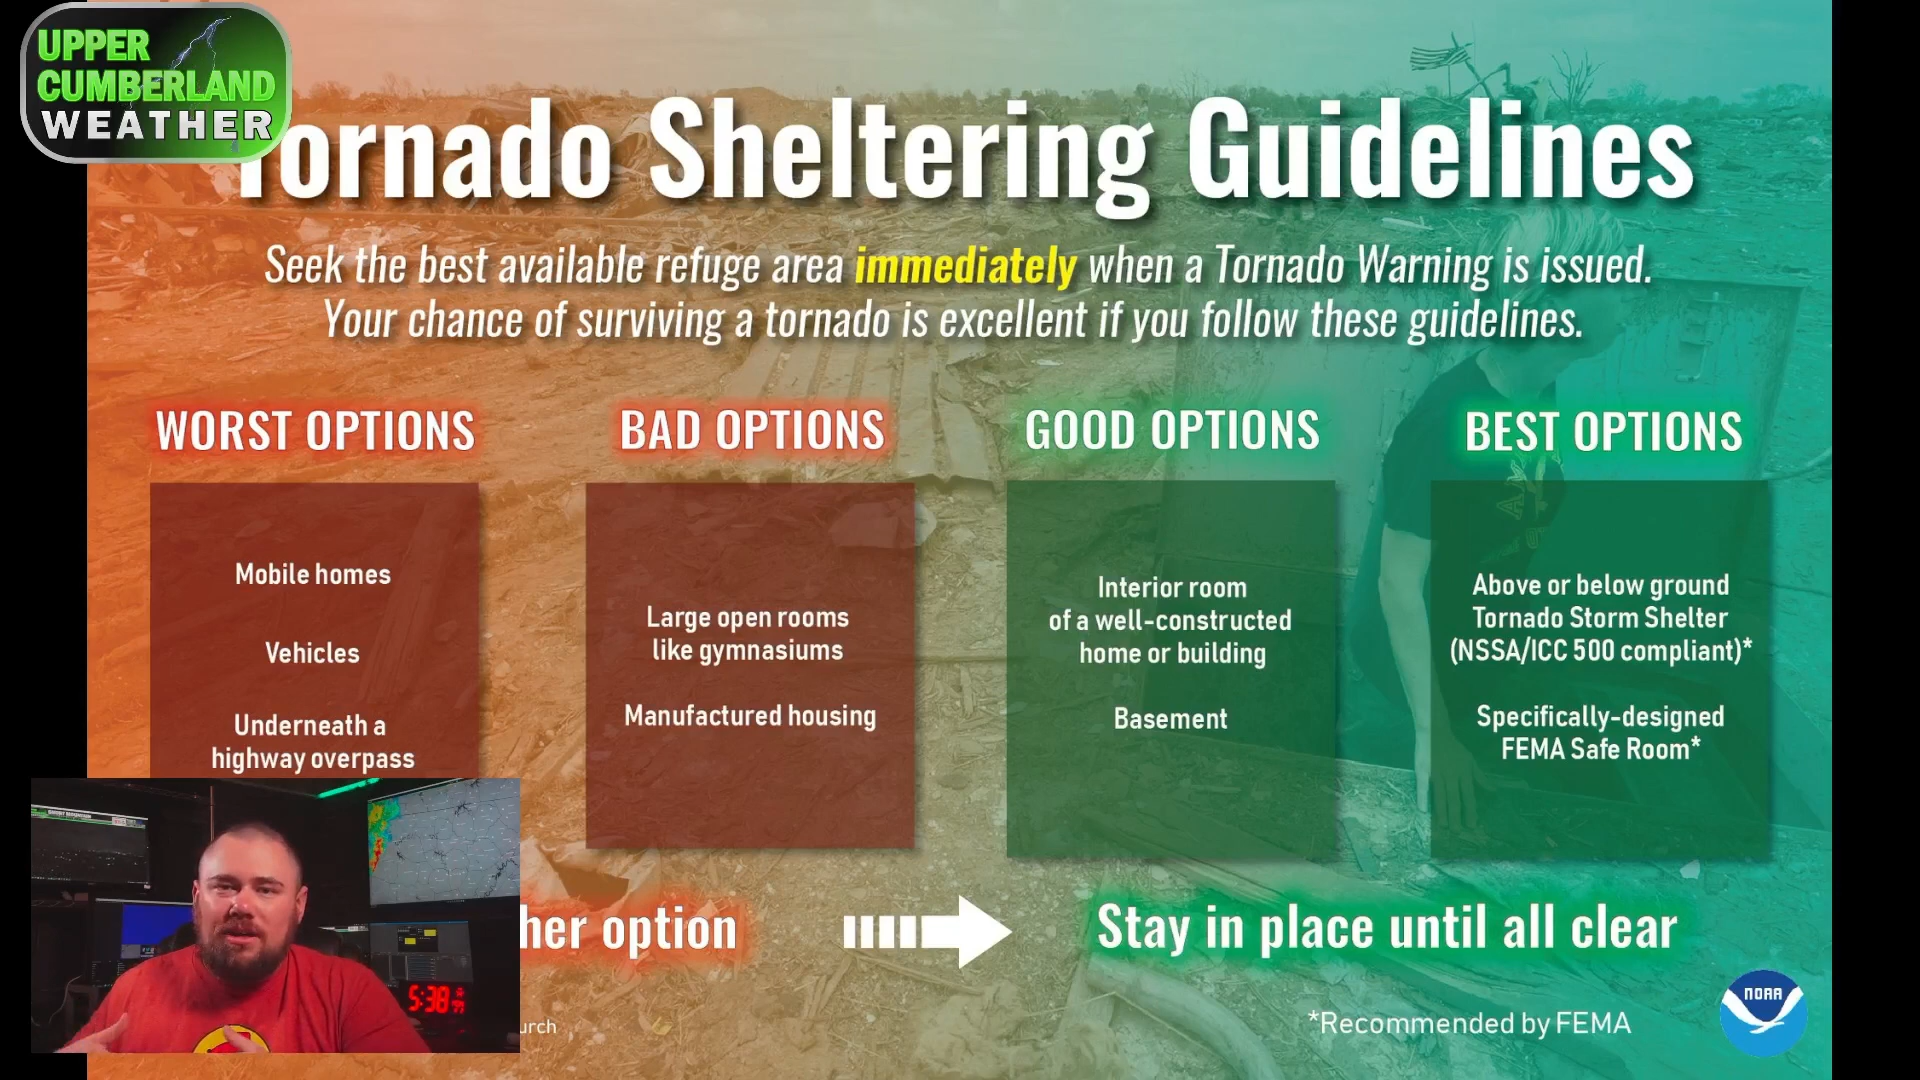 UPPER
CUMBERLAND
WEATHER
Tornado Sheltering Guidelines
Seek the best available refuge area immediately when a Tornado Warning is issued.
Your chance of surviving a tornado is excellent if you follow these guidelines.
WORST OPTIONS
Mobile homes
Vehicles
Underneath a
highway overpass
BAD OPTIONS
Large open rooms
like gymnasiums
Manufactured housing
GOOD OPTIONS
Interior room
of a well-constructed
home or building
Basement
BEST OPTIONS
Above or below ground
Tornado Storm Shelter
(NSSA/ICC 500 compliant)*
Specifically-designed
FEMA Safe Room*
option
Stay in place until all clear
5:38
*Recommended by FEMA
NOAA